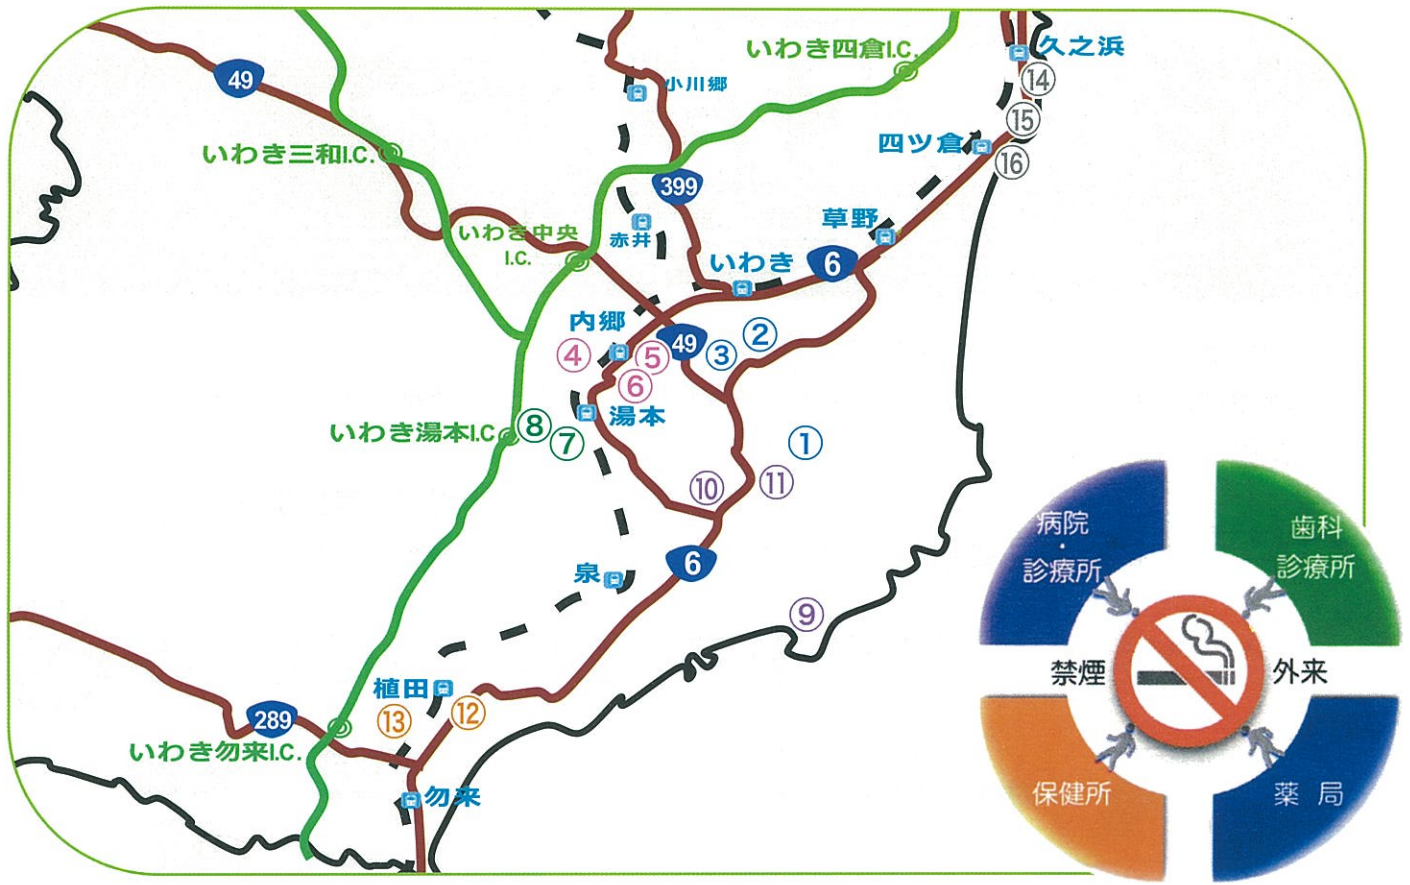 久之浜
いわき四倉I.C.
49
小川郷
⑭
⑮
四ツ倉
いわき三和I.C.
⑯
399
草野
いわき中央
I.C.
赤井
いわき
6
内郷
②
④
⑤
49
③
⑥
湯本
いわき湯本I.C
⑧
⑦
①
⑩
⑪
6
泉
⑨
植田
⑬
⑫
289
いわき勿来I.C.
勿来
病院
・
診療所
歯科
診療所
禁煙
外来
保健所
薬局